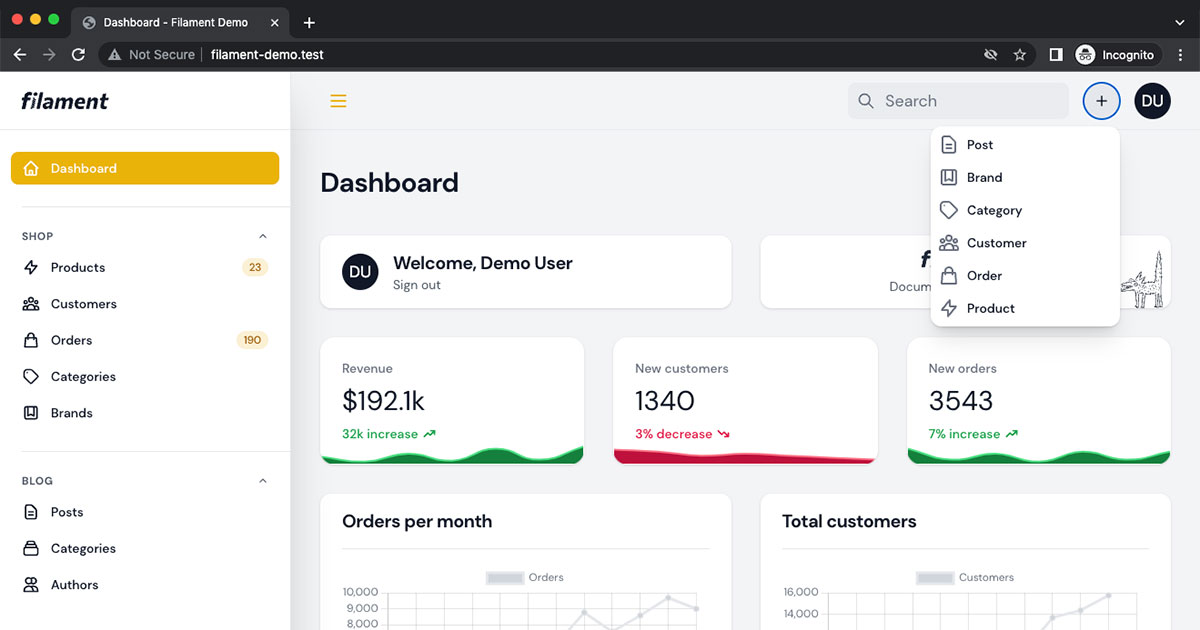 Dashboard - Filament Demo
Not Secure
filament-demo.test
Incognito
filament
Search
DU
Dashboard
SHOP
Products
23
Customers
Orders
190
Categories
Brands
BLOG
Posts
Categories
Authors
Dashboard
DU
Welcome, Demo User
Sign out
Post
Brand
Category
Customer
Order
Product
Revenue
$192.1k
32k increase
New customers
1340
3% decrease
New orders
3543
7% increase
Orders per month
Orders
10,000
9,000
8,000
Total customers
Customers
16,000
14,000